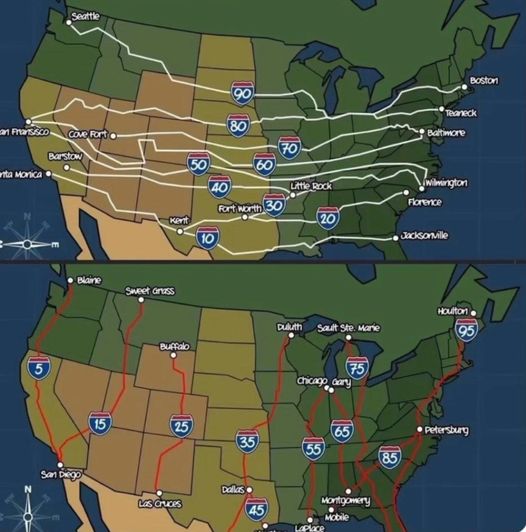 Seattle
90
Boston
80
Teaneck
an Fransisco
Cove Fort
70
Baltimore
Barstow
50
60
nta Monica
40
Little Rock
Wilmington
Fort Worth
30
20
Florence
Kent
10
Jacksonville
N
m
Blaine
Sweet Grass
Houlton
95
Duluth
Sault Ste. Marie
Buffalo
5
75
Chicago
Gary
15
25
35
55
65
Petersburg
85
San Diego
Dallas
Las Cruces
45
Montgomery
Mobile
LaPlace
N